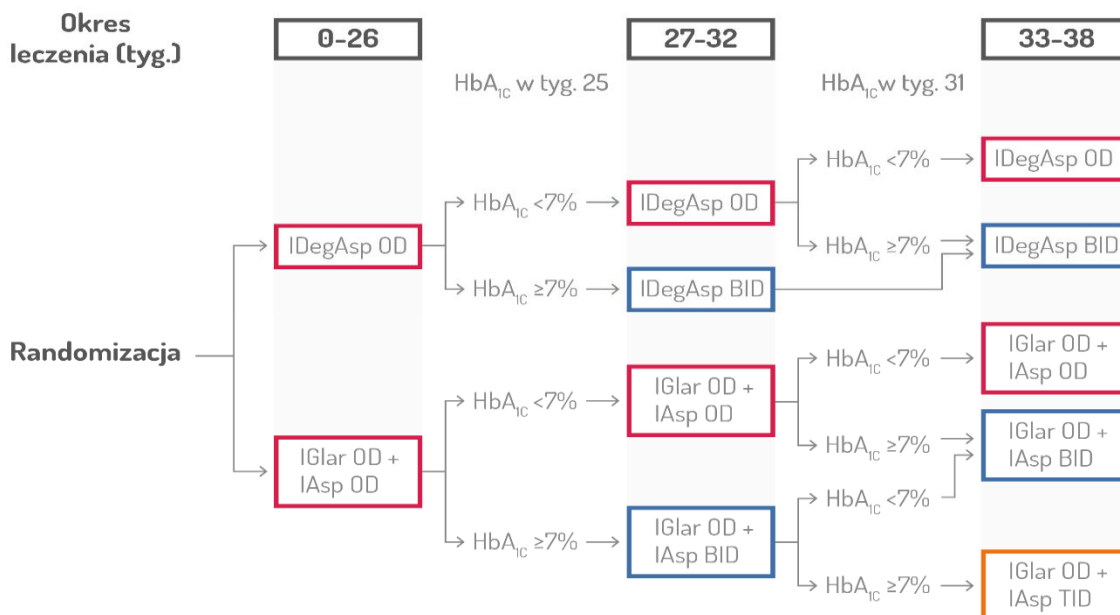 Okres
leczenia (tyg.)
0-26
27-32
33-38
HbA1C w tyg. 25
HbA1C w tyg. 31
HbA1C <7%
IDegAsp OD
HbA1C <7%
IDegAsp OD
IDegAsp OD
HbA1C ≥7%
IDegAsp BID
HbA1C ≥7%
IDegAsp BID
Randomizacja
HbA1C <7%
IGlar OD +
IAsp OD
HbA1C <7%
IGlar OD +
IAsp OD
HbA1C ≥7%
IGlar OD +
IAsp BID
IGlar OD +
IAsp OD
HbA1C <7%
HbA1C ≥7%
IGlar OD +
IAsp BID
HbA1C ≥7%
IGlar OD +
IAsp TID